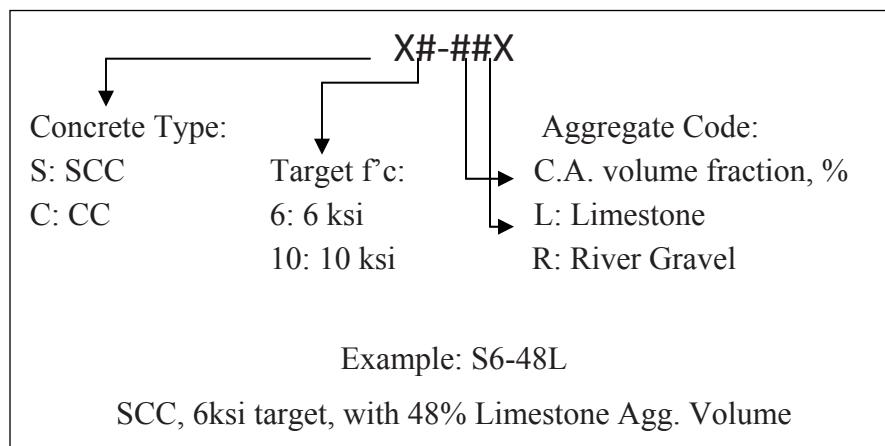 X#-##X
Concrete Type:
S: SCC
C: CC
Target f’c:
6: 6 ksi
10: 10 ksi
Aggregate Code:
C.A. volume fraction, %
L: Limestone
R: River Gravel
Example: S6-48L
SCC, 6ksi target, with 48% Limestone Agg. Volume